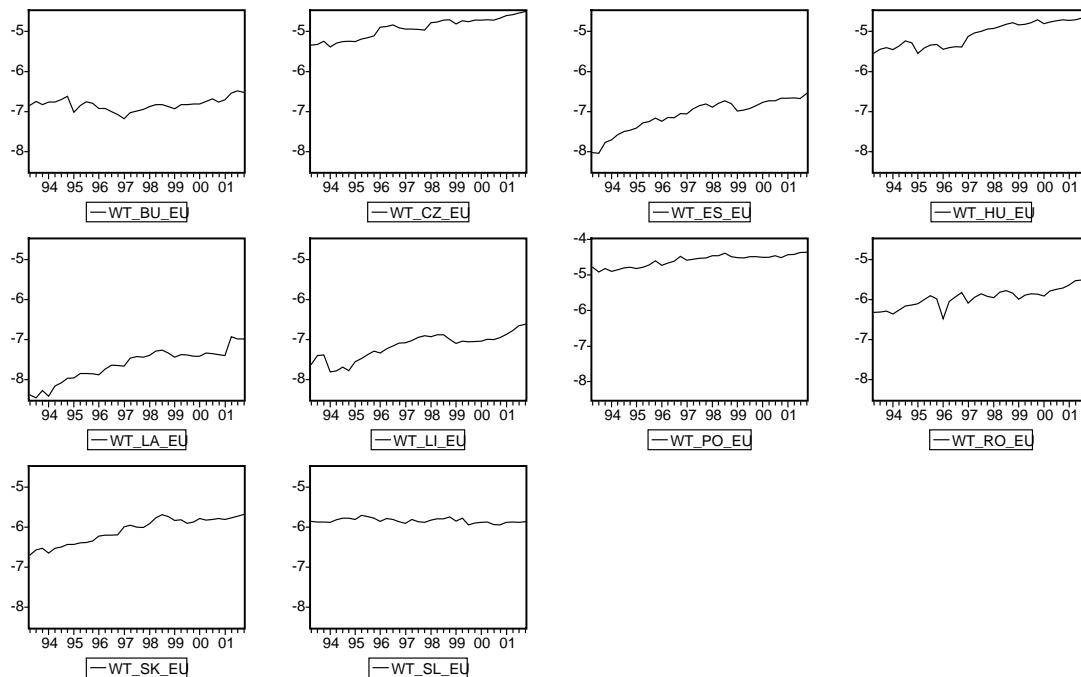 -5 -5 -5 -5
-6 -6 -6 -6
-7 -7 -7 -7
-8 -8 -8 -8
94 95 96 97 98 99 00 01 94 95 96 97 98 99 00 01 94 95 96 97 98 99 00 01 94 95 96 97 98 99 00 01
WT_BU_EU WT_CZ_EU WT_ES_EU WT_HU_EU
-5 -5 -4 -5
-6 -6 -5 -6
-7 -7 -6 -7
-8 -8 -7 -8
-8
94 95 96 97 98 99 00 01 94 95 96 97 98 99 00 01 94 95 96 97 98 99 00 01 94 95 96 97 98 99 00 01
WT_LA_EU WT_LI_EU WT_PO_EU WT_RO_EU
-5 -5
-6 -6
-7 -7
-8 -8
94 95 96 97 98 99 00 01 94 95 96 97 98 99 00 01
WT_SK_EU WT_SL_EU